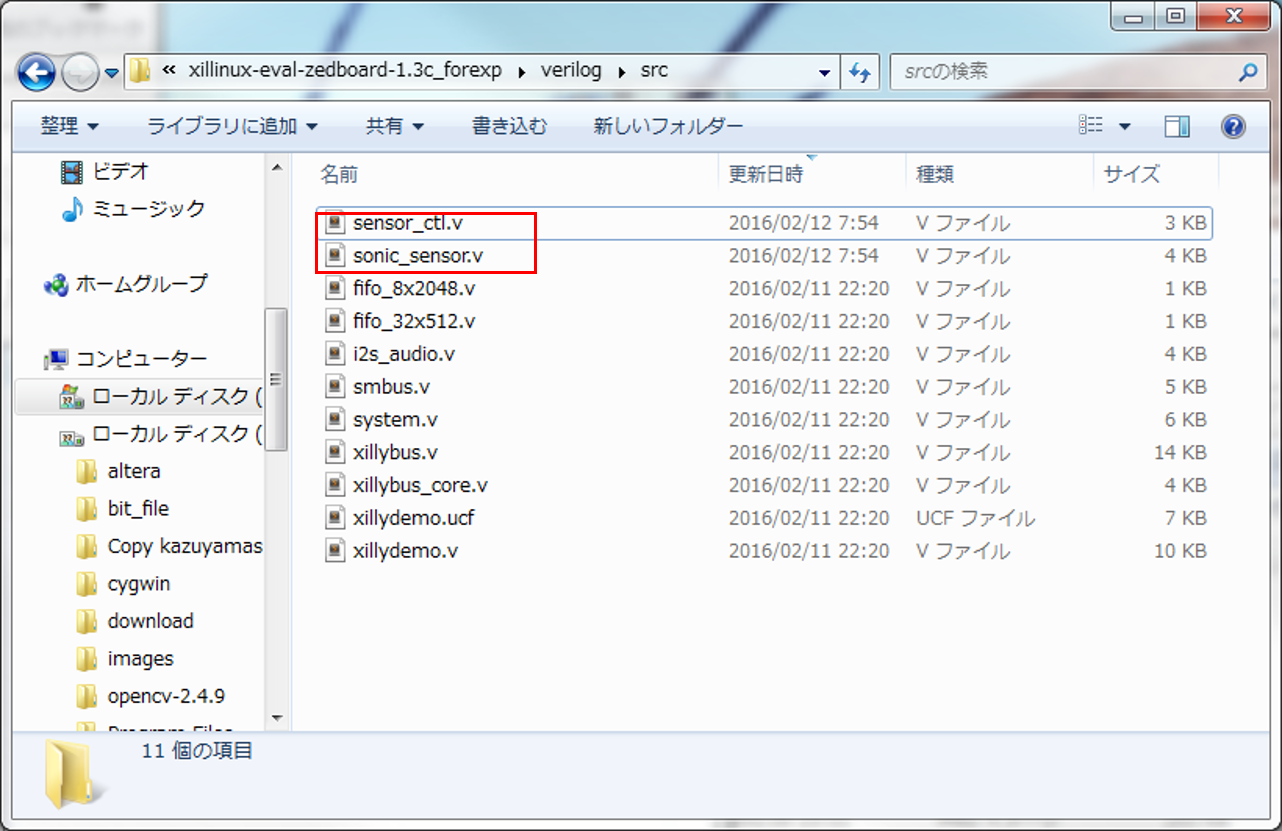 « xillinux-eval-zedboard-1.3c_forexp ▸ verilog ▸ src
srcの検索
整理 ライブラリに追加 共有 書き込む 新しいフォルダー
ビデオ
ミュージック
ホームグループ
コンピューター
ローカル ディスク (
ローカル ディスク (
altera
bit_file
Copy kazuyamas
cygwin
download
images
opencv-2.4.9
名前 更新日時 種類 サイズ
sensor_ctl.v 2016/02/12 7:54 V ファイル 3 KB
sonic_sensor.v 2016/02/12 7:54 V ファイル 4 KB
fifo_8x2048.v 2016/02/11 22:20 V ファイル 1 KB
fifo_32x512.v 2016/02/11 22:20 V ファイル 1 KB
i2s_audio.v 2016/02/11 22:20 V ファイル 4 KB
smbus.v 2016/02/11 22:20 V ファイル 5 KB
system.v 2016/02/11 22:20 V ファイル 6 KB
xillybus.v 2016/02/11 22:20 V ファイル 14 KB
xillybus_core.v 2016/02/11 22:20 V ファイル 4 KB
xillydemo.ucf 2016/02/11 22:20 UCF ファイル 7 KB
xillydemo.v 2016/02/11 22:20 V ファイル 10 KB
11 個の項目